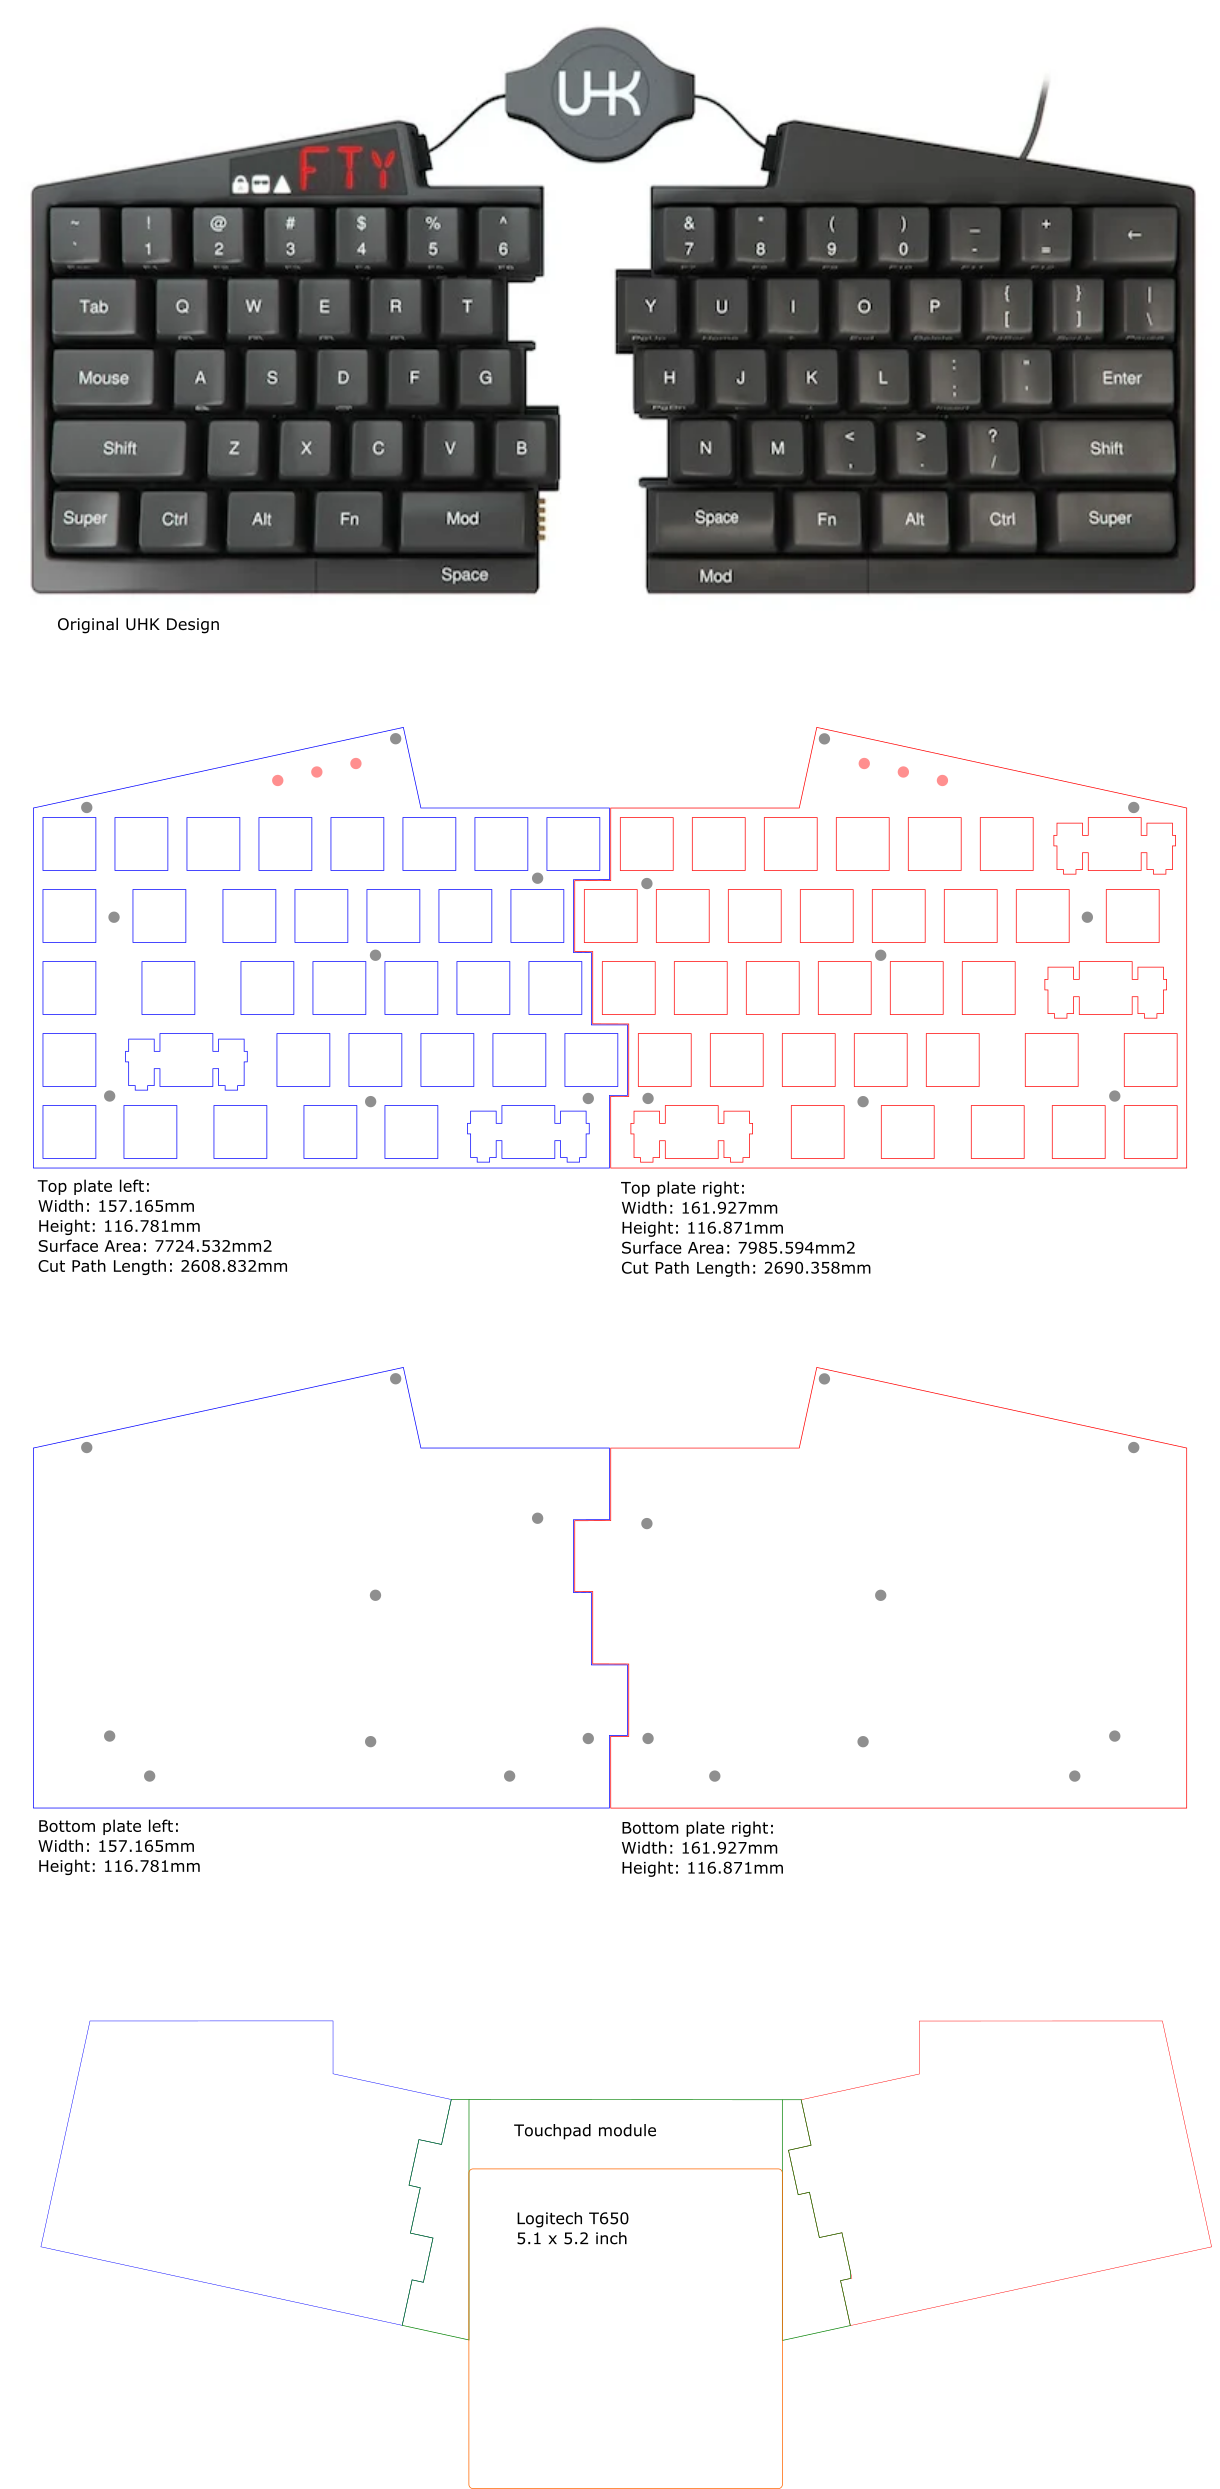 UHK
FTY
~ ! @ # $ % ^
` 1 2 3 4 5 6
& * ( ) _ + ←
7 8 9 0 - =
Tab Q W E R T
Y U I O P { } |
[ ] \
Mouse A S D F G
H J K L : " Enter
; '
Shift Z X C V B
N M < > ? Shift
, . /
Super Ctrl Alt Fn Mod
Space Fn Alt Ctrl Super
Space
Mod
Original UHK Design
Top plate left:
Width: 157.165mm
Height: 116.781mm
Surface Area: 7724.532mm2
Cut Path Length: 2608.832mm
Top plate right:
Width: 161.927mm
Height: 116.871mm
Surface Area: 7985.594mm2
Cut Path Length: 2690.358mm
Bottom plate left:
Width: 157.165mm
Height: 116.781mm
Bottom plate right:
Width: 161.927mm
Height: 116.871mm
Touchpad module
Logitech T650
5.1 x 5.2 inch